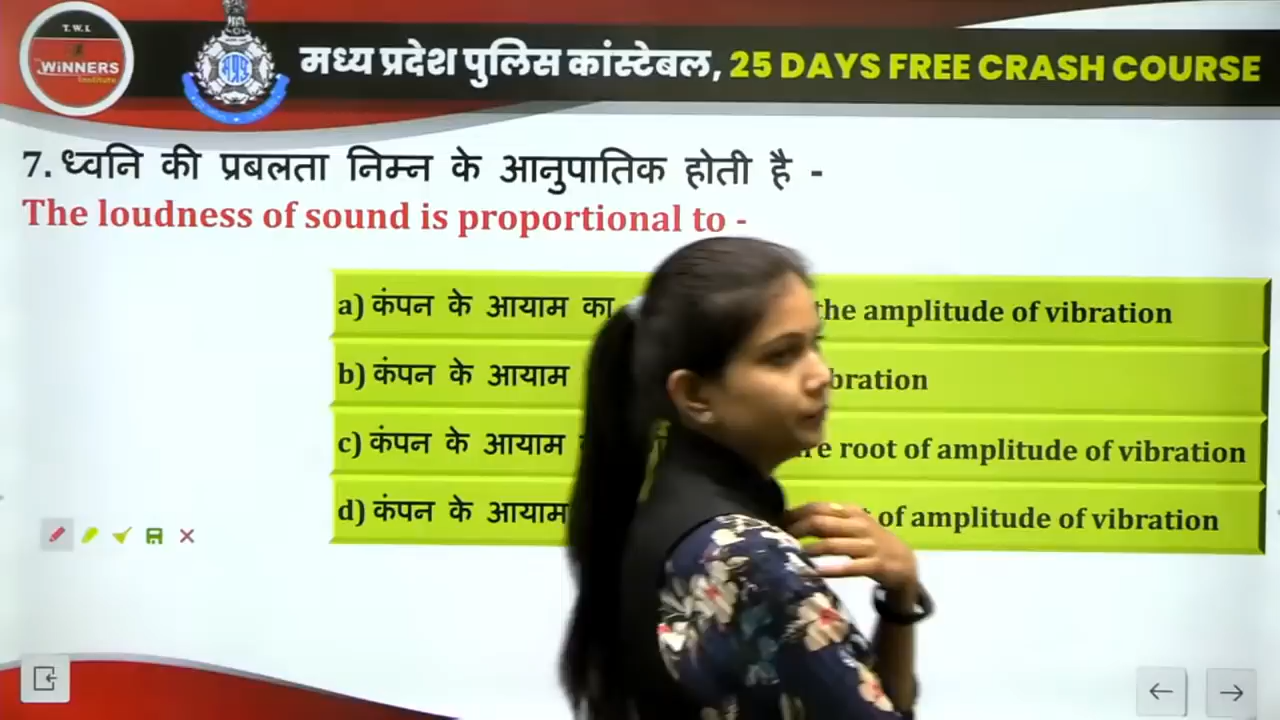 T.W.I.
WiNNERS
Institute
मध्य प्रदेश पुलिस कांस्टेबल, 25 DAYS FREE CRASH COURSE
7. ध्वनि की प्रबलता निम्न के आनुपातिक होती है -
The loudness of sound is proportional to -
a) कंपन के आयाम का the amplitude of vibration
b) कंपन के आयाम
c) कंपन के आयाम root of amplitude of vibration
d) कंपन के आयाम of amplitude of vibration